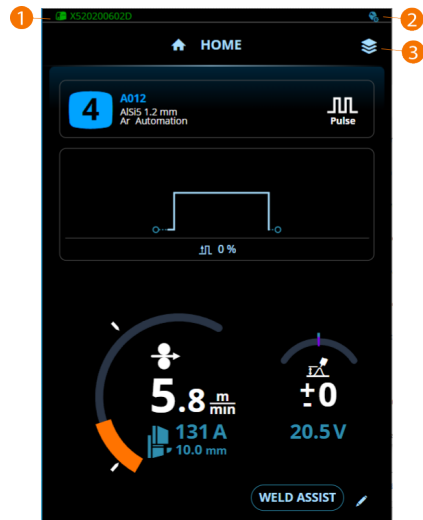 1
X520200602D
2
HOME
3
4
A012
AlSi5 1.2 mm
Ar Automation
Pulse
0 %
5.8 m/min
±0
131 A
10.0 mm
20.5 V
WELD ASSIST